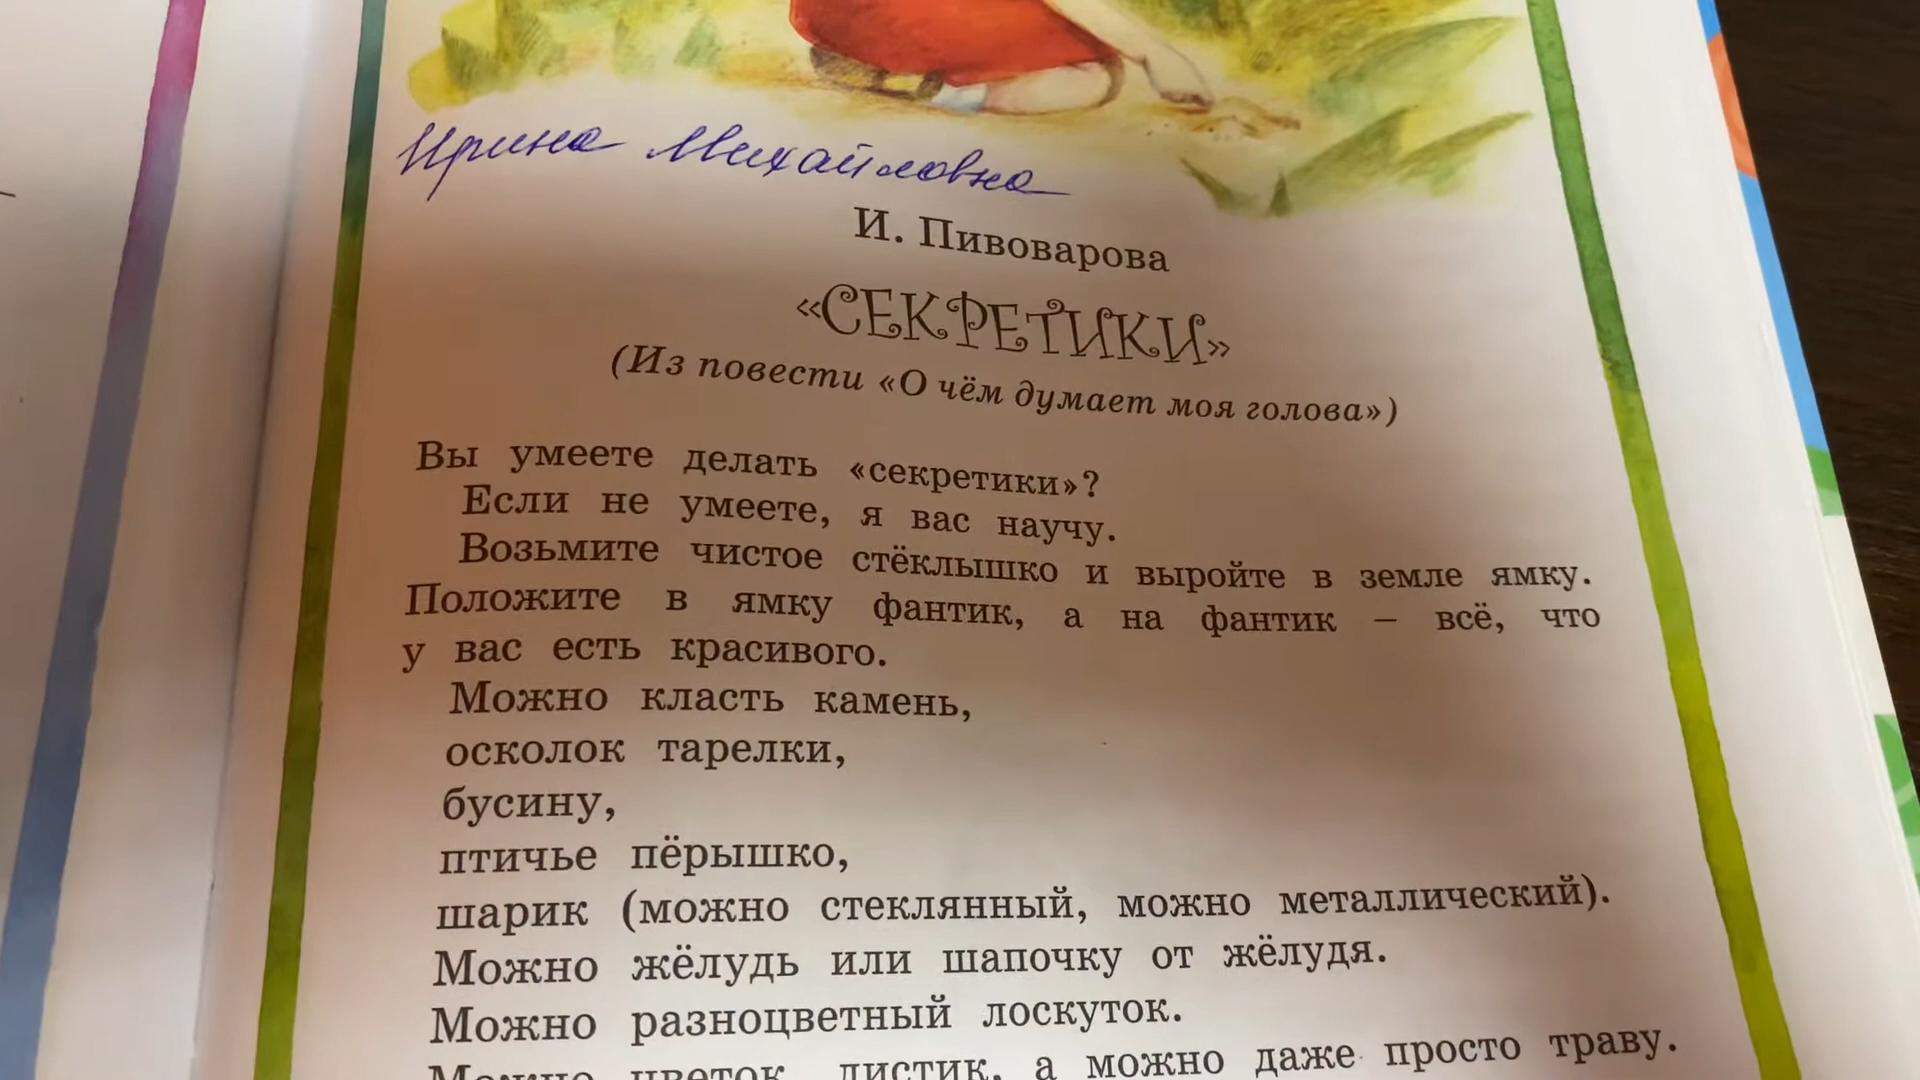 Ирина Михайловна
И. Пивоварова
«СЕКРЕТИКИ»
(Из повести «О чём думает моя голова»)
Вы умеете делать «секретики»?
Если не умеете, я вас научу.
Возьмите чистое стёклышко и выройте в земле ямку.
Положите в ямку фантик, а на фантик – всё, что
у вас есть красивого.
Можно класть камень,
осколок тарелки,
бусину,
птичье пёрышко,
шарик (можно стеклянный, можно металлический).
Можно жёлудь или шапочку от жёлудя.
Можно разноцветный лоскуток.
Можно цветок, листик, а можно даже просто траву.